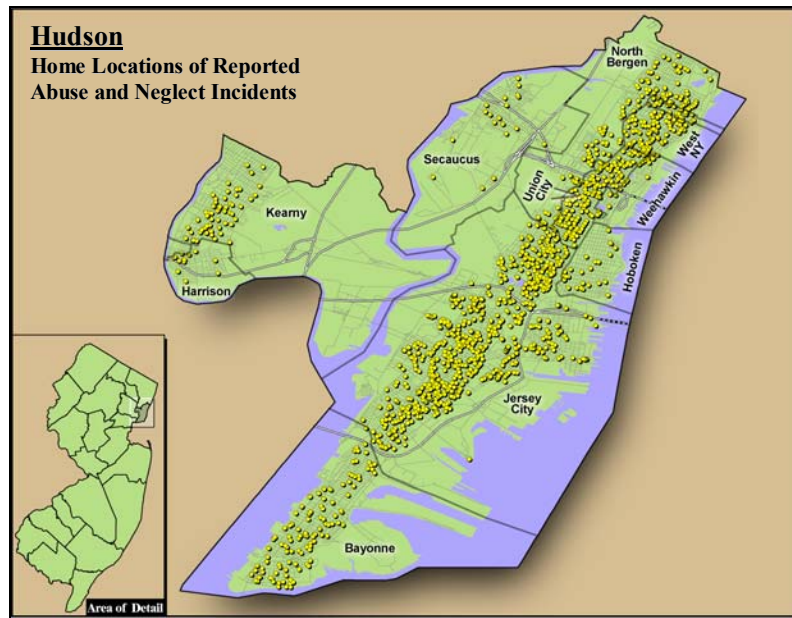 Hudson
Home Locations of Reported
Abuse and Neglect Incidents
North
Bergen
West
NY
Secaucus
Union
City
Weehawkin
Kearny
Hoboken
Harrison
Jersey
City
Bayonne
Area of Detail